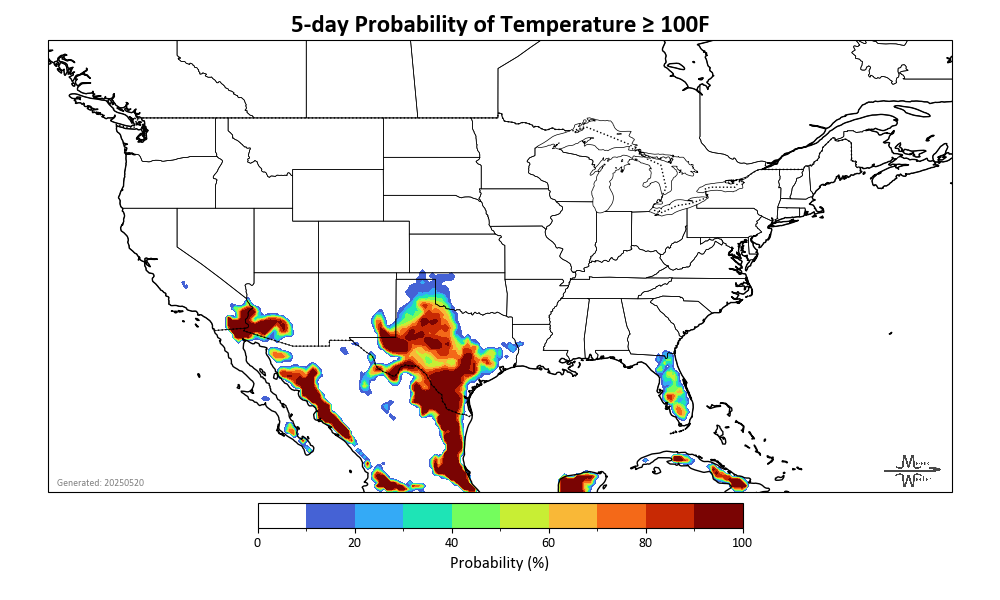 5-day Probability of Temperature ≥ 100F
Generated: 20250520
0 20 40 60 80 100
Probability (%)